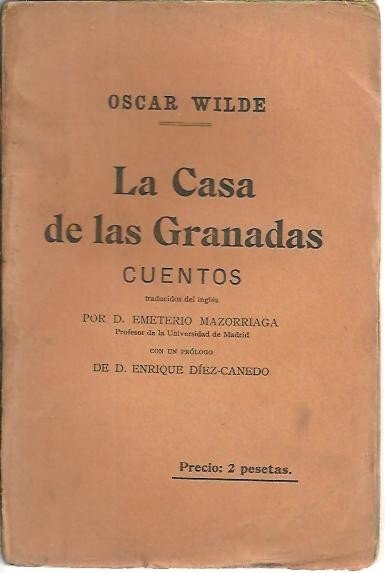 OSCAR WILDE
La Casa
de las Granadas
CUENTOS
traducidos del inglés
POR D. EMETERIO MAZORRIAGA
Profesor de la Universidad de Madrid
CON UN PRÓLOGO
DE D. ENRIQUE DÍEZ-CANEDO
Precio: 2 pesetas.